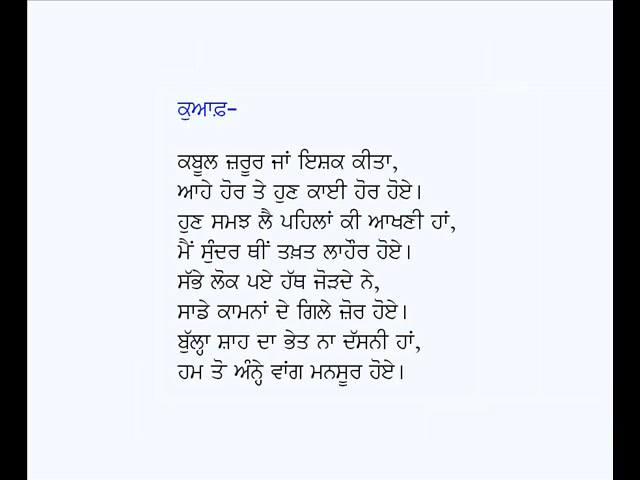 ਕੁਆਫ਼-
ਕਬੂਲ ਜ਼ਰੂਰ ਜਾਂ ਇਸ਼ਕ ਕੀਤਾ,
ਆਹੇ ਹੋਰ ਤੇ ਹੁਣ ਕਾਈ ਹੋਰ ਹੋਏ।
ਹੁਣ ਸਮਝ ਲੈ ਪਹਿਲਾਂ ਕੀ ਆਖਣੀ ਹਾਂ,
ਮੈਂ ਸੁੰਦਰ ਥੀਂ ਤਖ਼ਤ ਲਾਹੌਰ ਹੋਏ।
ਸੱਭੇ ਲੋਕ ਪਏ ਹੱਥ ਜੋੜਦੇ ਨੇ,
ਸਾਡੇ ਕਾਮਨਾਂ ਦੇ ਗਿਲੇ ਜ਼ੋਰ ਹੋਏ।
ਬੁੱਲ੍ਹਾ ਸ਼ਾਹ ਦਾ ਭੇਤ ਨਾ ਦੱਸਨੀ ਹਾਂ,
ਹਮ ਤੋ ਅੰਨ੍ਹੇ ਵਾਂਗ ਮਨਸੂਰ ਹੋਏ।